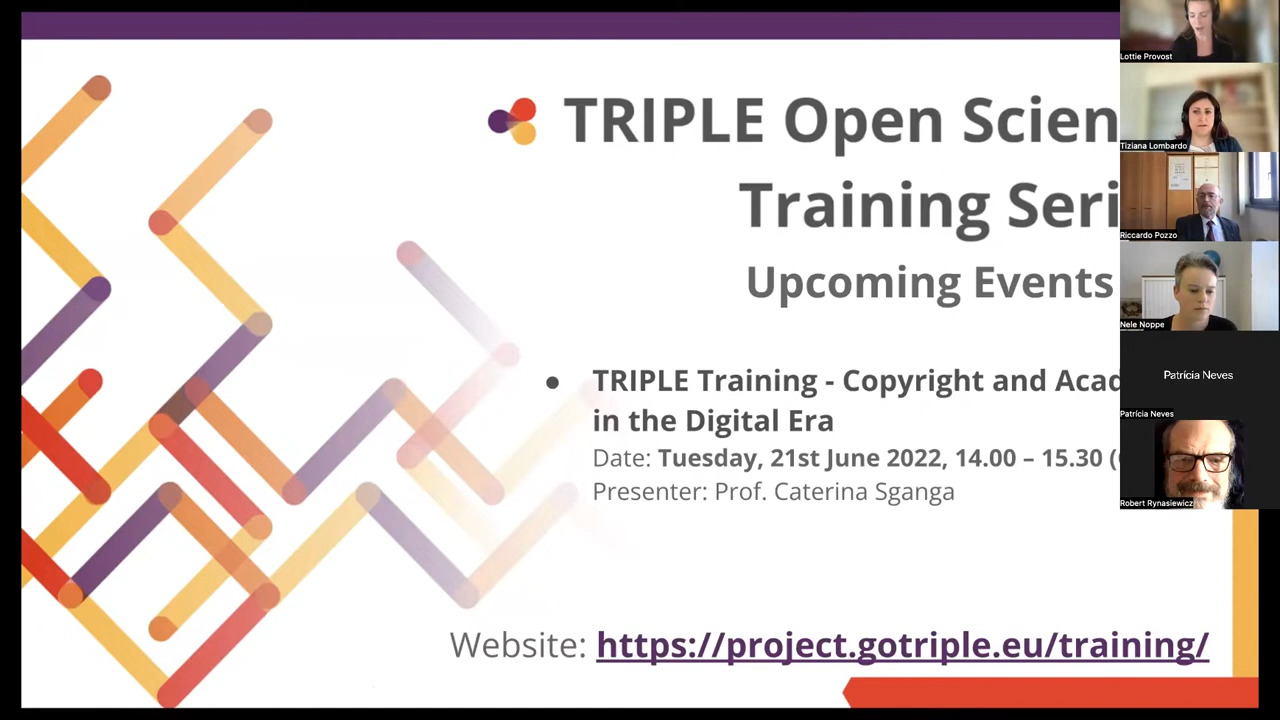 TRIPLE Open Scien
Training Seri
Upcoming Events
● TRIPLE Training - Copyright and Acad
in the Digital Era
Date: Tuesday, 21st June 2022, 14.00 – 15.30 (
Presenter: Prof. Caterina Sganga
Website: https://project.gotriple.eu/training/
Lottie Provost
Tiziana Lombardo
Riccardo Pozzo
Nele Noppe
Patrícia Neves
Patrícia Neves
Robert Rynasiewicz